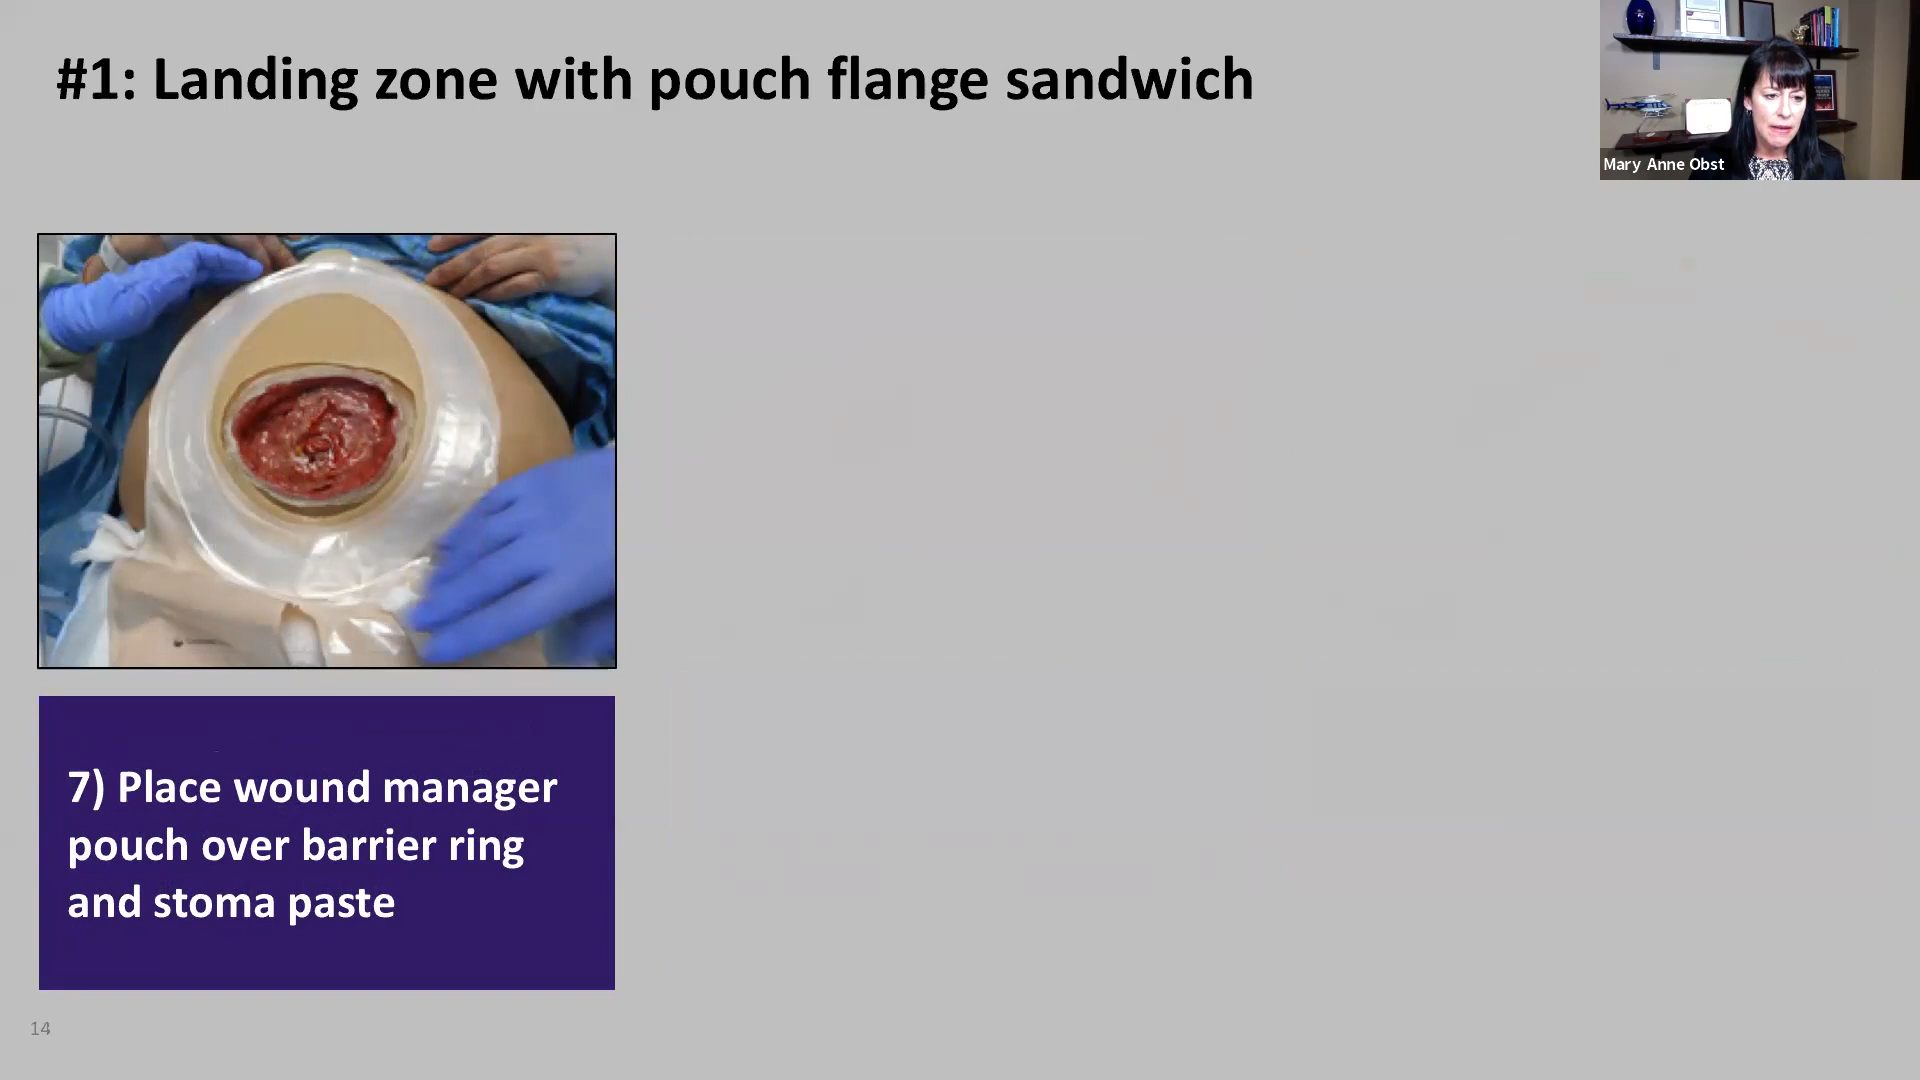 #1: Landing zone with pouch flange sandwich
Mary Anne Obst
7) Place wound manager
pouch over barrier ring
and stoma paste
14